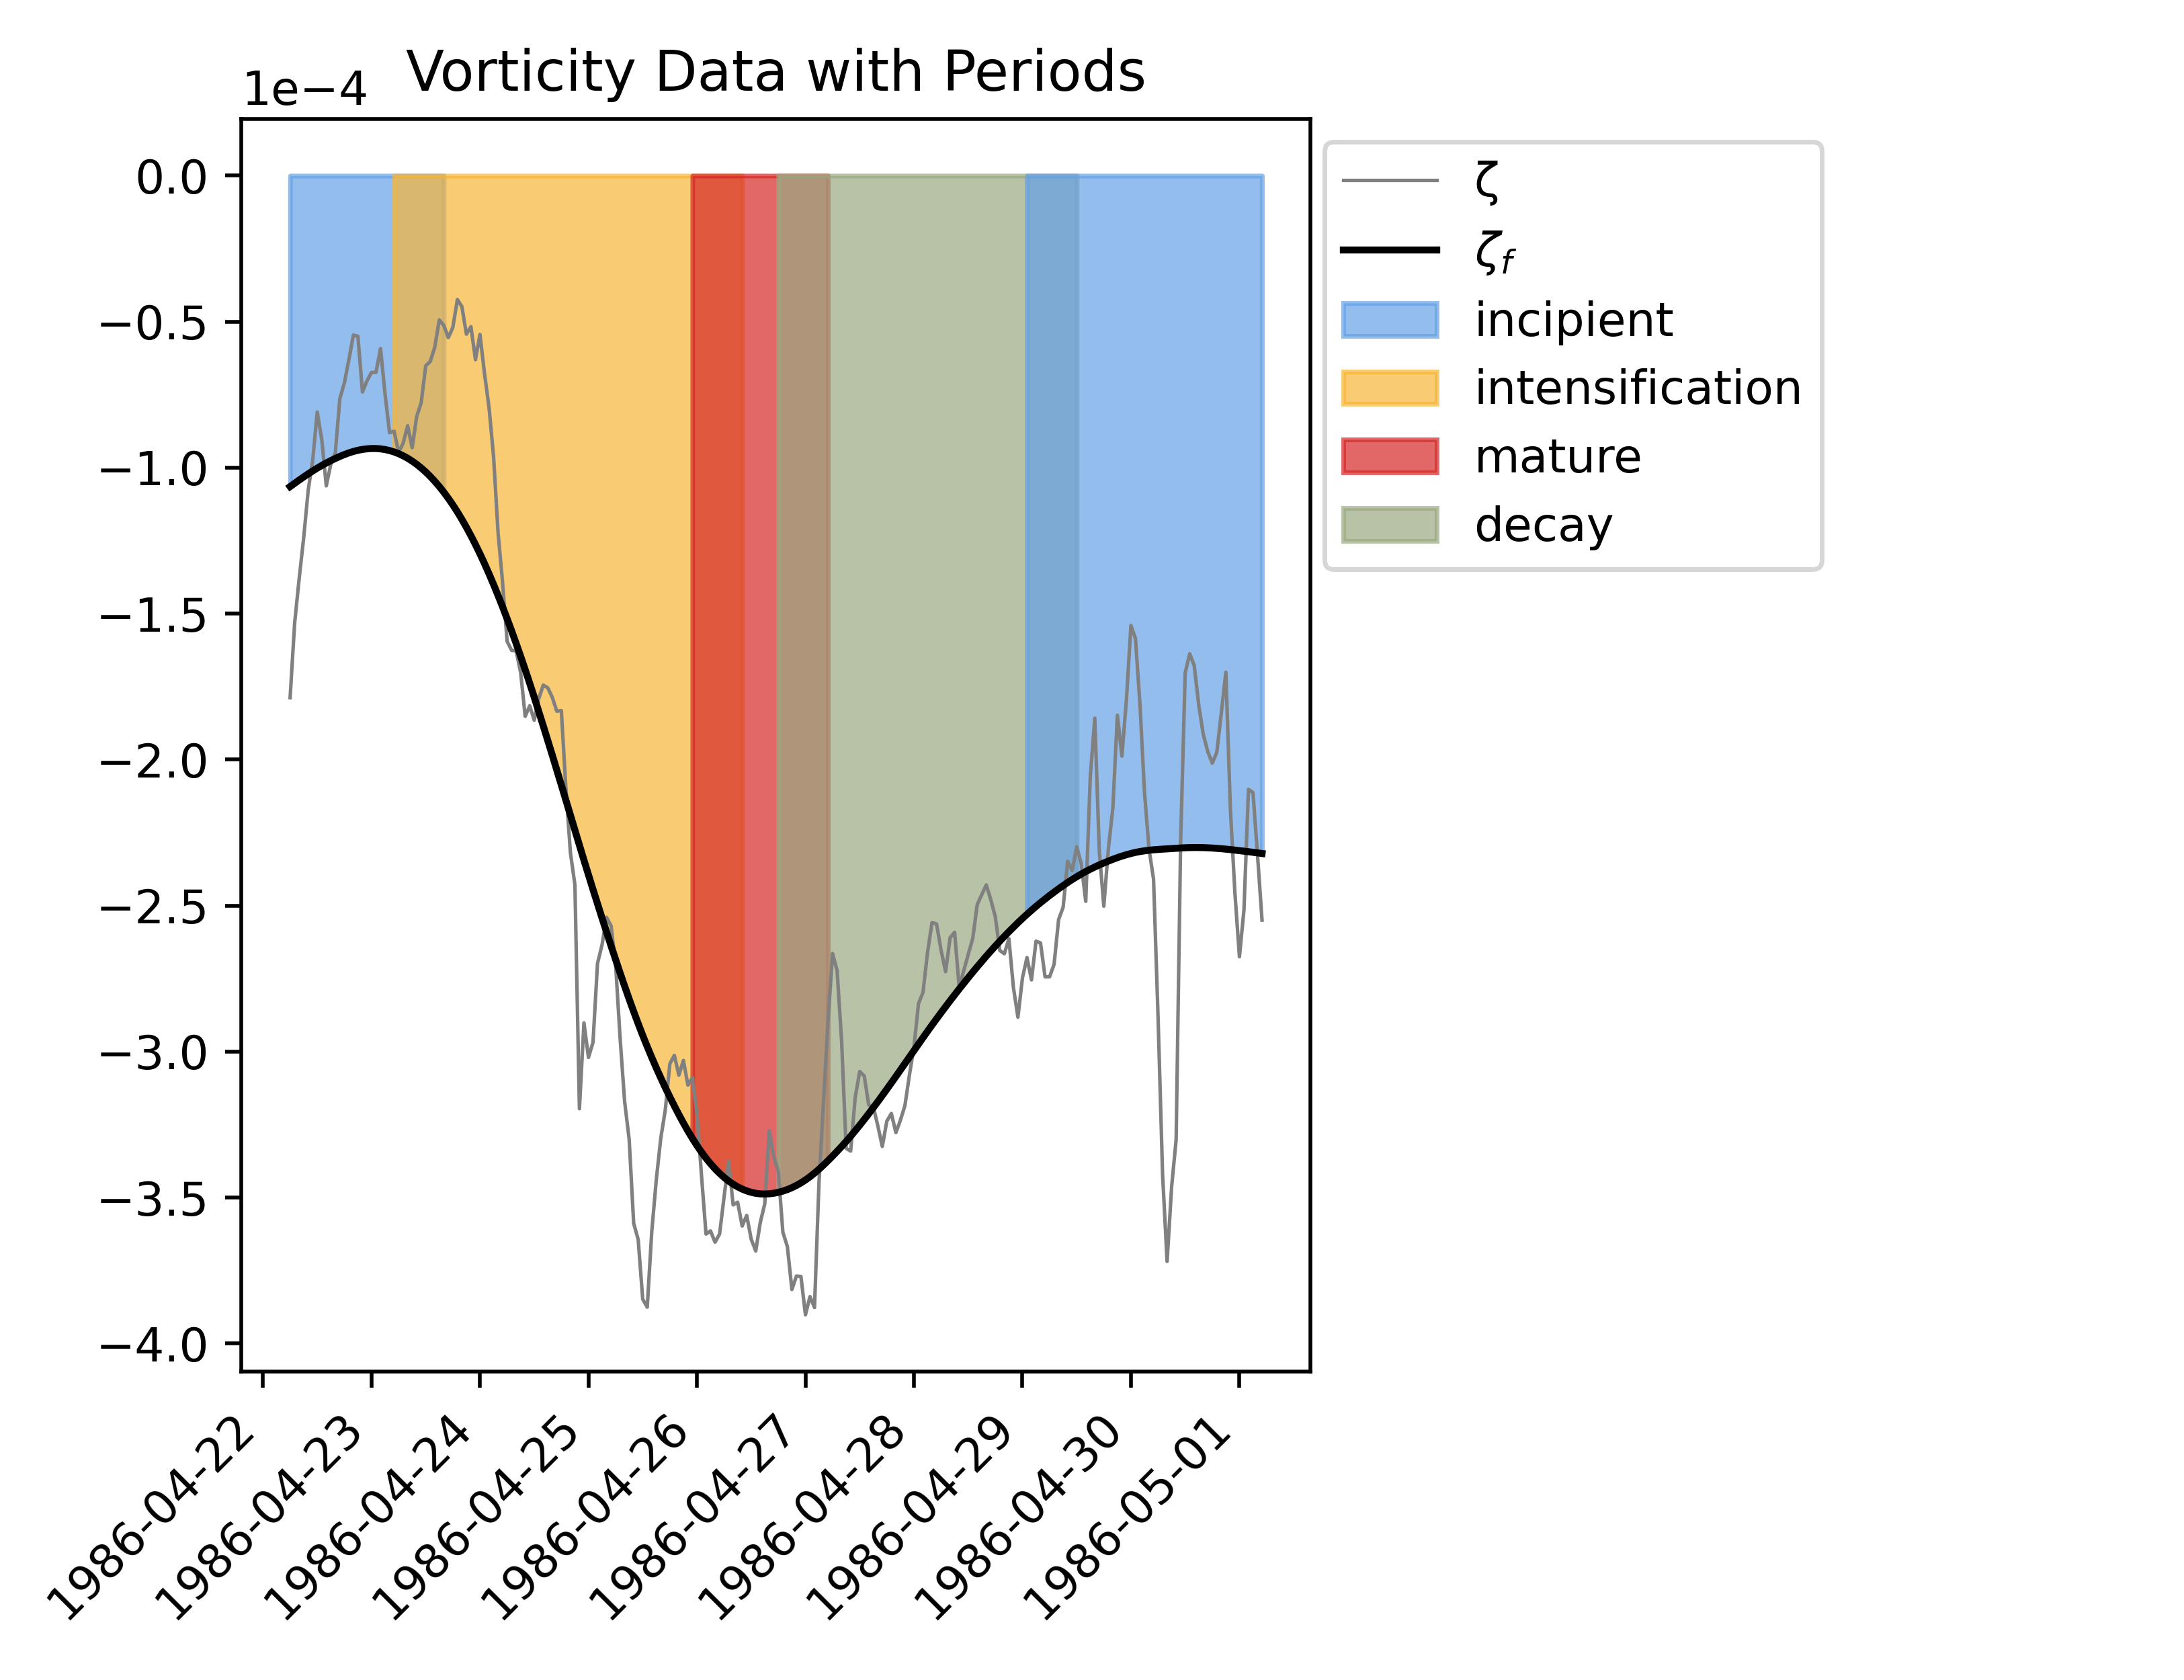 Vorticity Data with Periods
1e−4
0.0
−0.5
−1.0
−1.5
−2.0
−2.5
−3.0
−3.5
−4.0
1986-04-22
1986-04-23
1986-04-24
1986-04-25
1986-04-26
1986-04-27
1986-04-28
1986-04-29
1986-04-30
1986-05-01
ζ
ζf
incipient
intensification
mature
decay